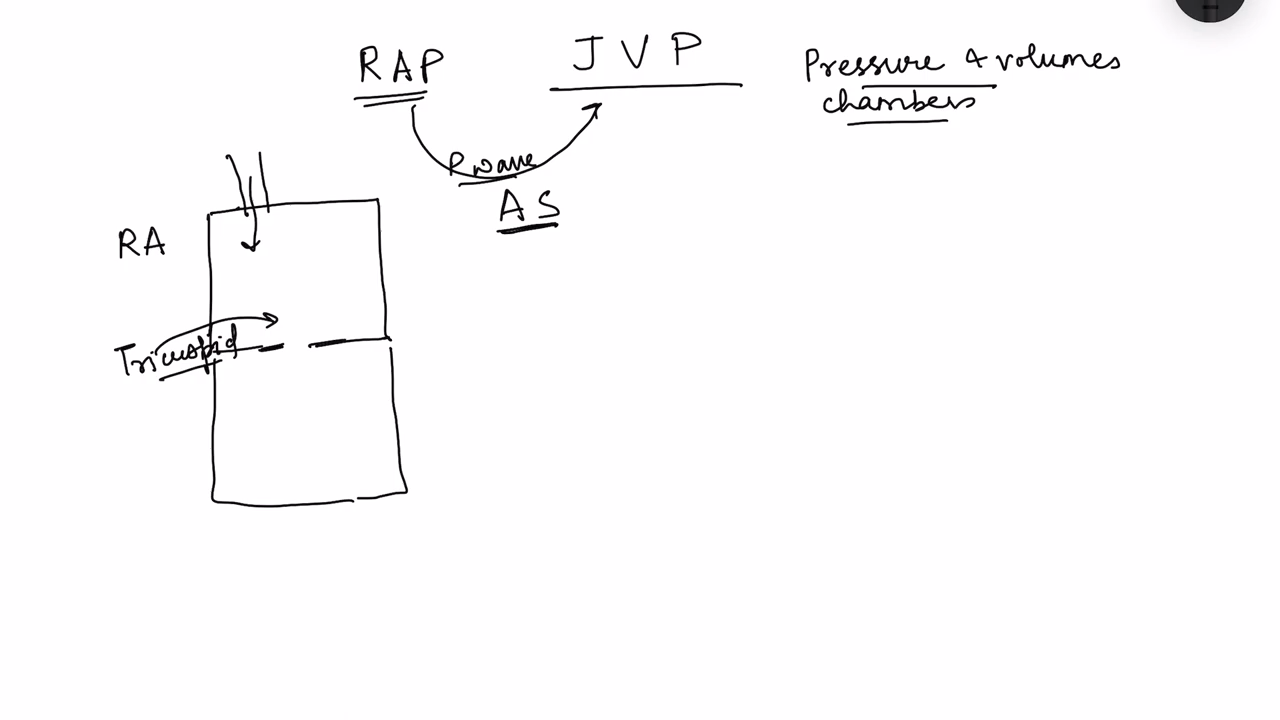 RAP
JVP
Pressure & volumes
chambers
P wave
AS
RA
Tricuspid